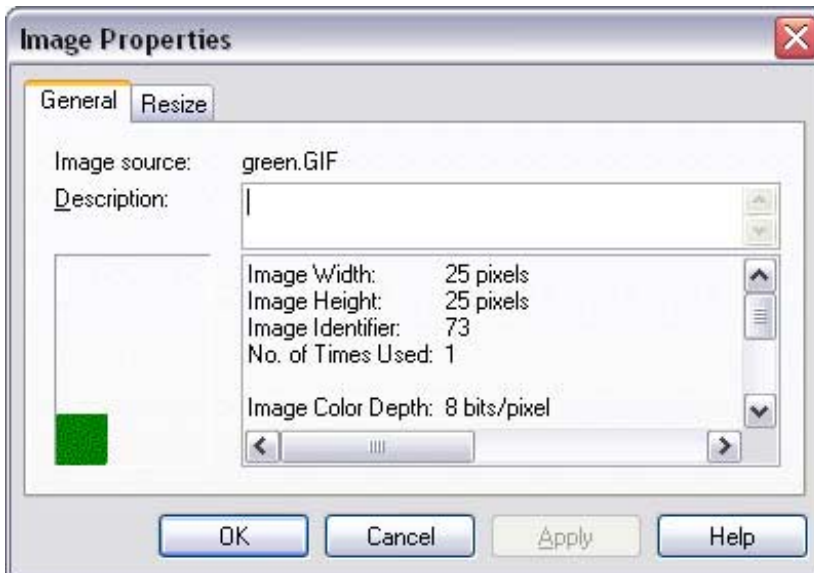 Image Properties
General Resize
Image source: green.GIF
Description:
Image Width: 25 pixels
Image Height: 25 pixels
Image Identifier: 73
No. of Times Used: 1
Image Color Depth: 8 bits/pixel
OK Cancel Apply Help